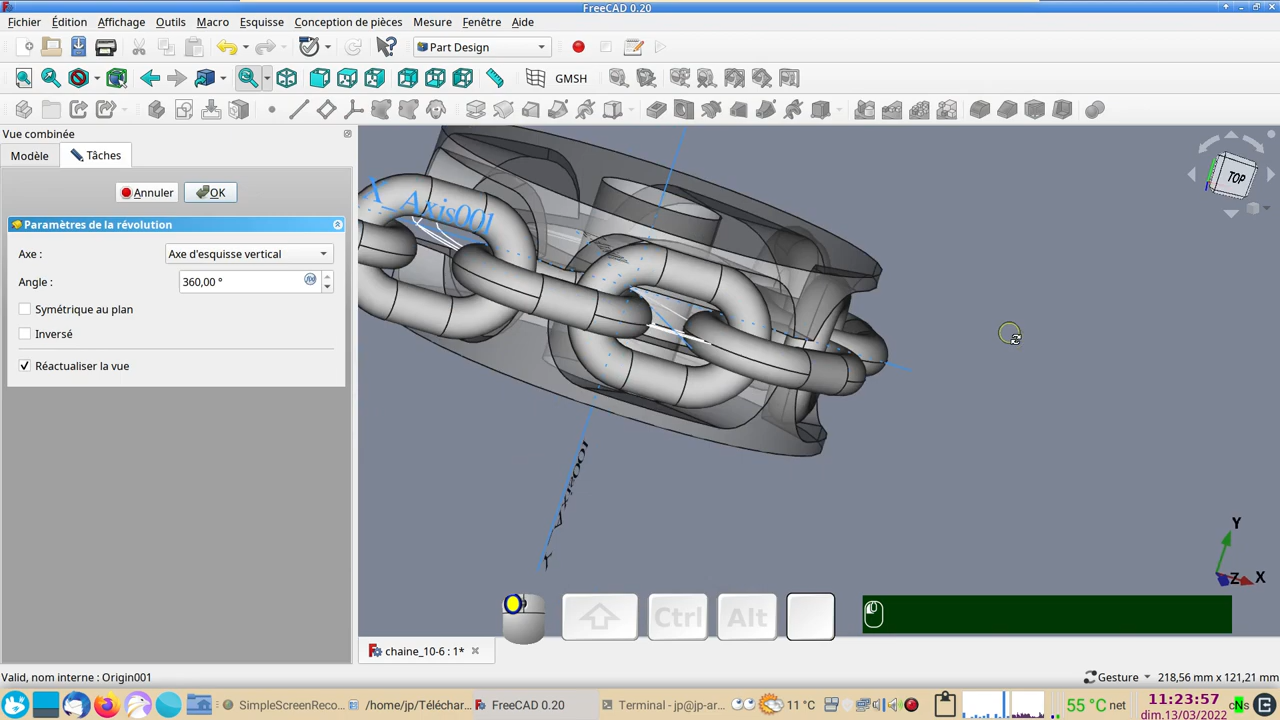 FreeCAD 0.20
Fichier Édition Affichage Outils Macro Esquisse Conception de pièces Mesure Fenêtre Aide
Part Design
GMSH
Vue combinée
Modèle Tâches
Annuler OK
Paramètres de la révolution
Axe : Axe d'esquisse vertical
Angle : 360,00 °
Symétrique au plan
Inversé
Réactualiser la vue
X_Axis001
TOP
Y
Z X
Ctrl Alt
chaine_10-6 : 1*
Valid, nom interne : Origin001
Gesture 218,56 mm x 121,21 mm
SimpleScreenReco... /home/jp/Téléchar... FreeCAD 0.20 Terminal - jp@jp-ar... 11 °C 55 °C net 11:23:57
dim.13/03/2022